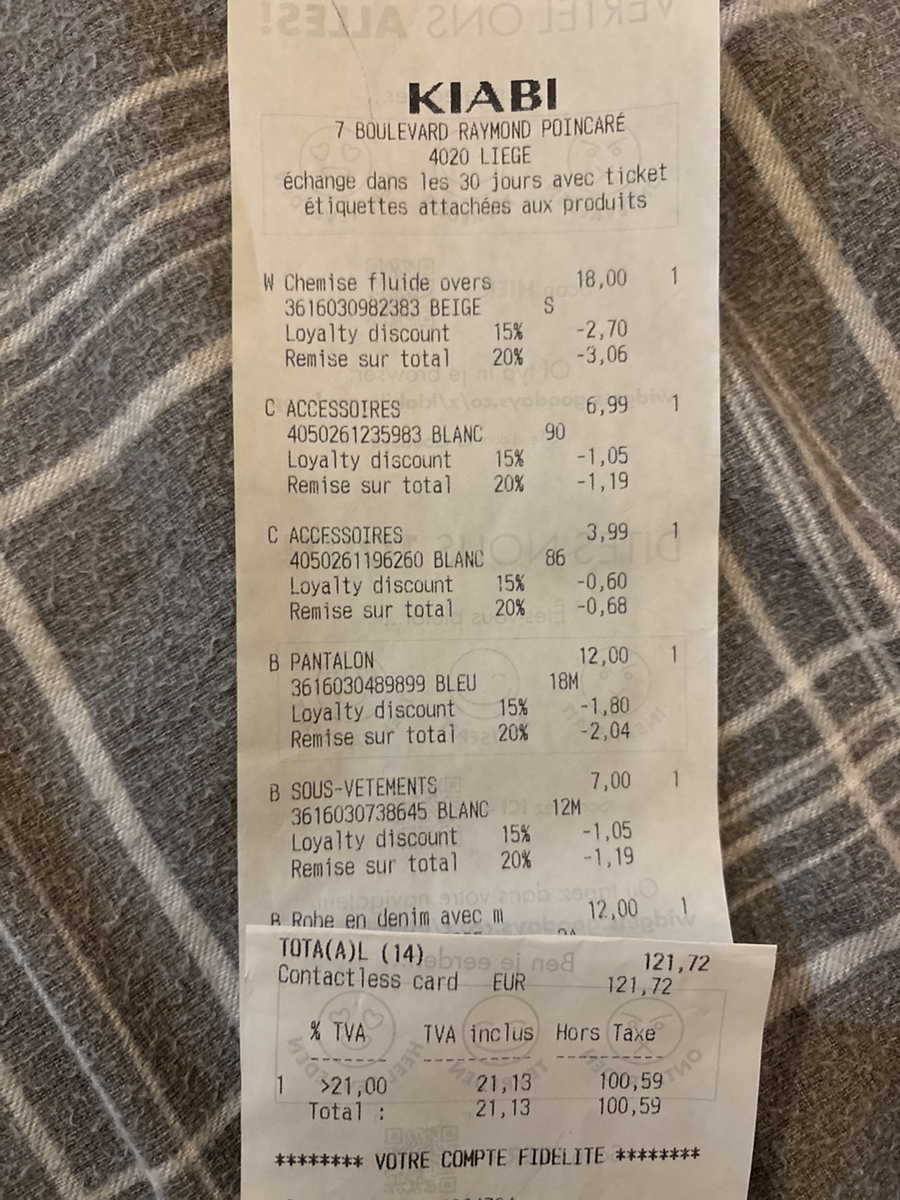 VERTEL ONS ALLES!
KIABI
7 BOULEVARD RAYMOND POINCARÉ
4020 LIEGE
échange dans les 30 jours avec ticket
étiquettes attachées aux produits
W Chemise fluide overs 18,00 1
3616030982383 BEIGE S
Loyalty discount 15% -2,70
Remise sur total 20% -3,06
C ACCESSOIRES 6,99 1
4050261235983 BLANC 90
Loyalty discount 15% -1,05
Remise sur total 20% -1,19
C ACCESSOIRES 3,99 1
4050261196260 BLANC 86
Loyalty discount 15% -0,60
Remise sur total 20% -0,68
B PANTALON 12,00 1
3616030489899 BLEU 18M
Loyalty discount 15% -1,80
Remise sur total 20% -2,04
B SOUS-VETEMENTS 7,00 1
3616030738645 BLANC 12M
Loyalty discount 15% -1,05
Remise sur total 20% -1,19
B Robe en denim avec m 12,00 1
TOTA(A)L (14) 121,72
Contactless card EUR 121,72
% TVA TVA inclus Hors Taxe
-------- ------------ -----------
1 >21,00 21,13 100,59
Total : 21,13 100,59
******** VOTRE COMPTE FIDELITE ********